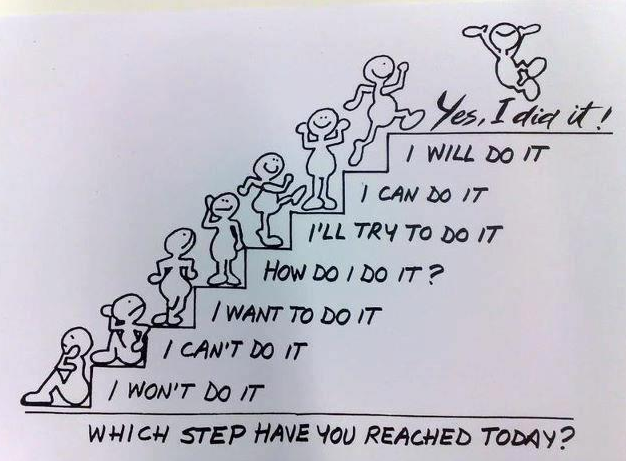 Yes, I did it!
I WILL DO IT
I CAN DO IT
I'LL TRY TO DO IT
HOW DO I DO IT?
I WANT TO DO IT
I CAN'T DO IT
I WON'T DO IT
WHICH STEP HAVE YOU REACHED TODAY?